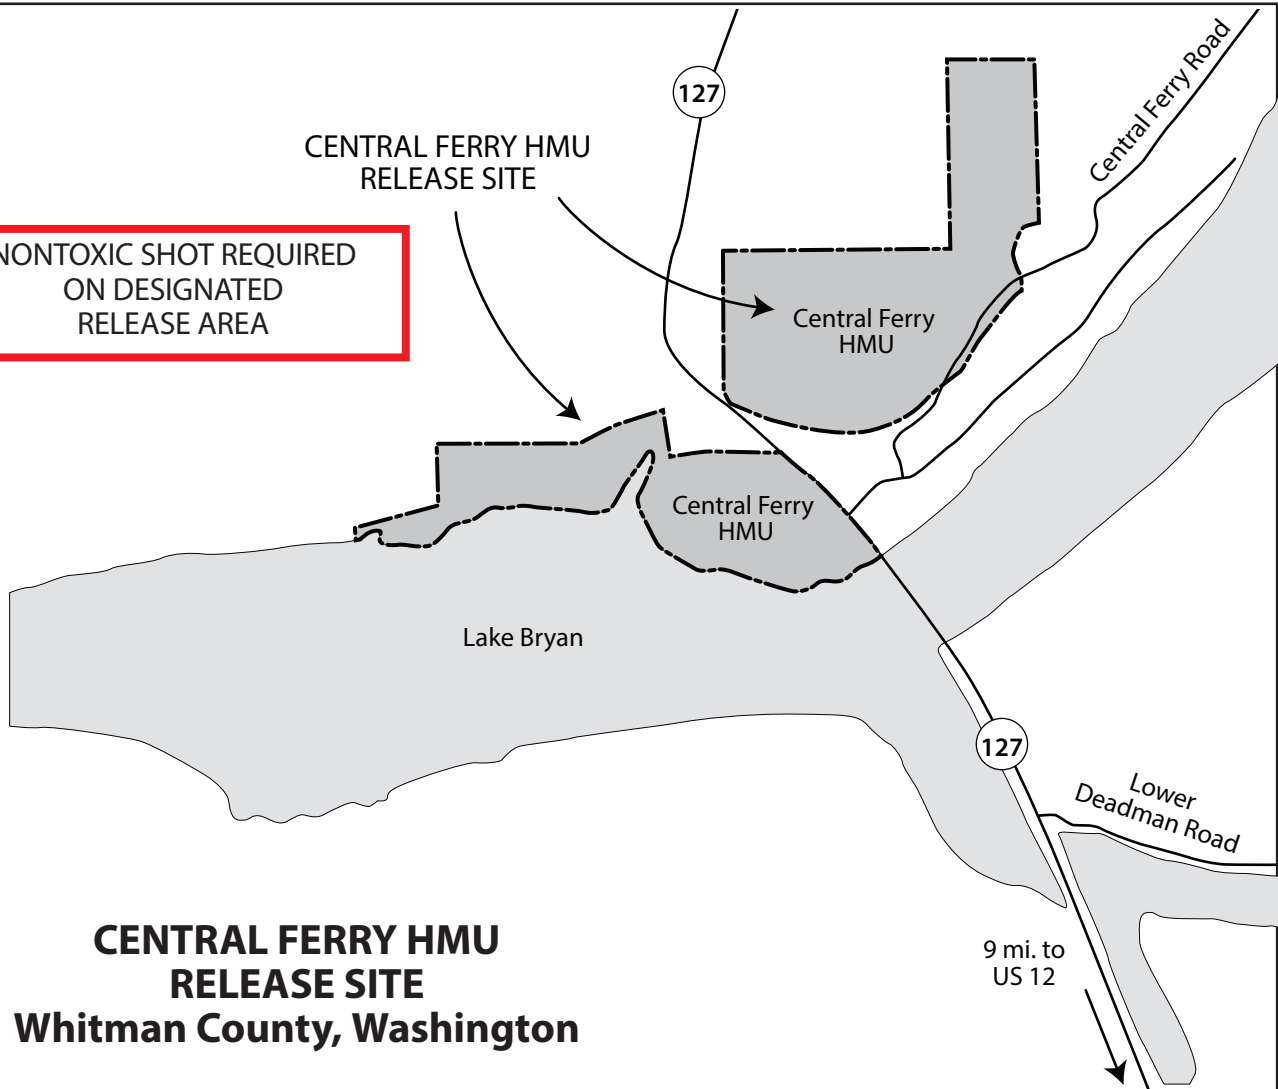 127
Central Ferry Road
CENTRAL FERRY HMU
RELEASE SITE
NONTOXIC SHOT REQUIRED
ON DESIGNATED
RELEASE AREA
Central Ferry
HMU
Central Ferry
HMU
Lake Bryan
127
Lower
Deadman Road
9 mi. to
US 12
CENTRAL FERRY HMU
RELEASE SITE
Whitman County, Washington